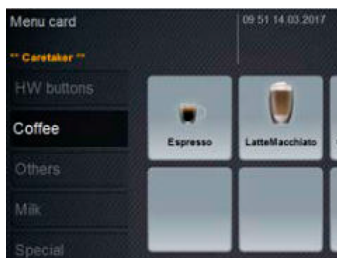 Menu card
09:51 14.03.2017
** Caretaker **
HW buttons
Coffee
Espresso
LatteMacchiato
Others
Milk
Special